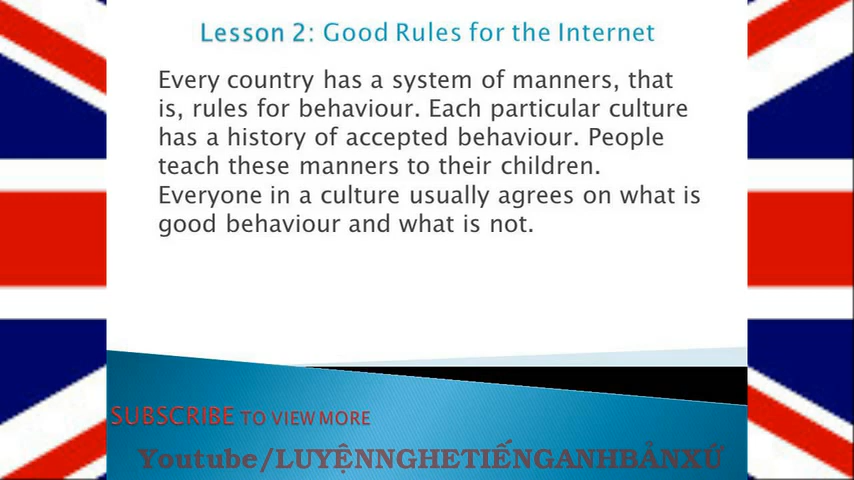 Lesson 2: Good Rules for the Internet
Every country has a system of manners, that
is, rules for behaviour. Each particular culture
has a history of accepted behaviour. People
teach these manners to their children.
Everyone in a culture usually agrees on what is
good behaviour and what is not.
SUBSCRIBE TO VIEW MORE
Youtube/LUYỆNNGHETIẾNGANHBẢNXỨ